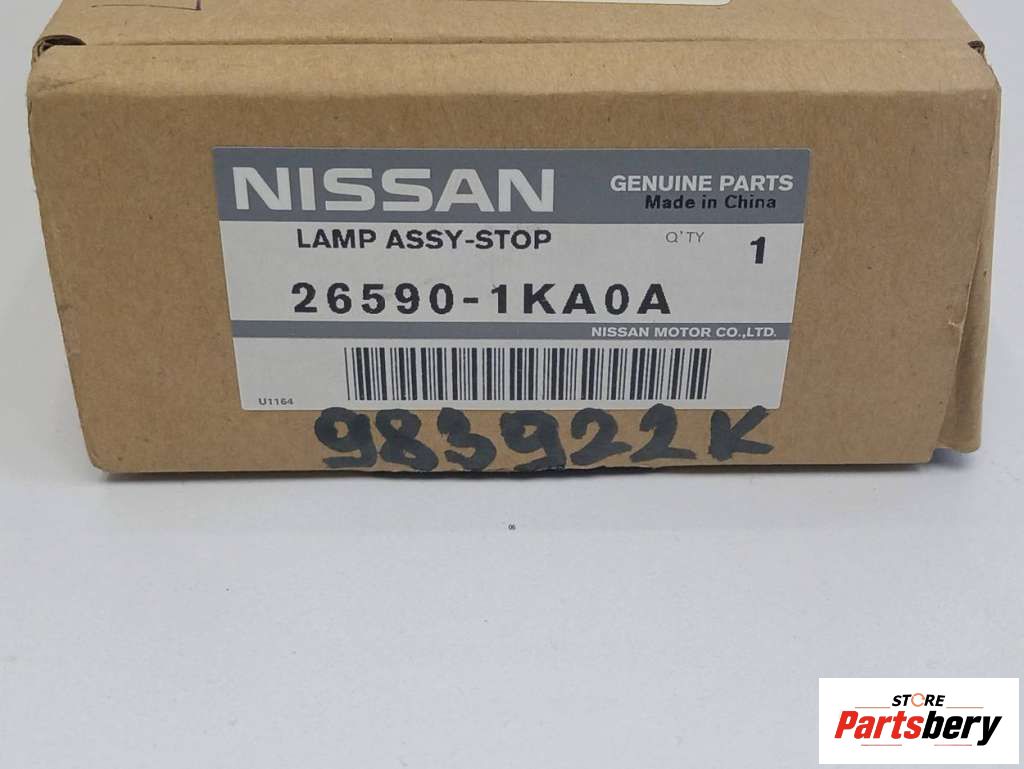 NISSAN
GENUINE PARTS
Made in China
LAMP ASSY-STOP
Q'TY 1
26590-1KA0A
NISSAN MOTOR CO.,LTD.
U1164
983922K
06
STORE
Partsbery